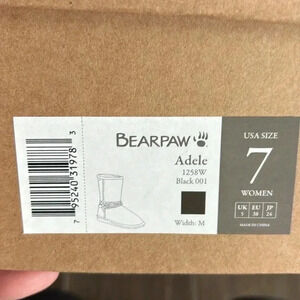 BEARPAW
Adele
1258W
Black 001
Width: M
USA SIZE
7
WOMEN
UK EU JP
5 38 24
MADE IN CHINA
7 95240 31978 3